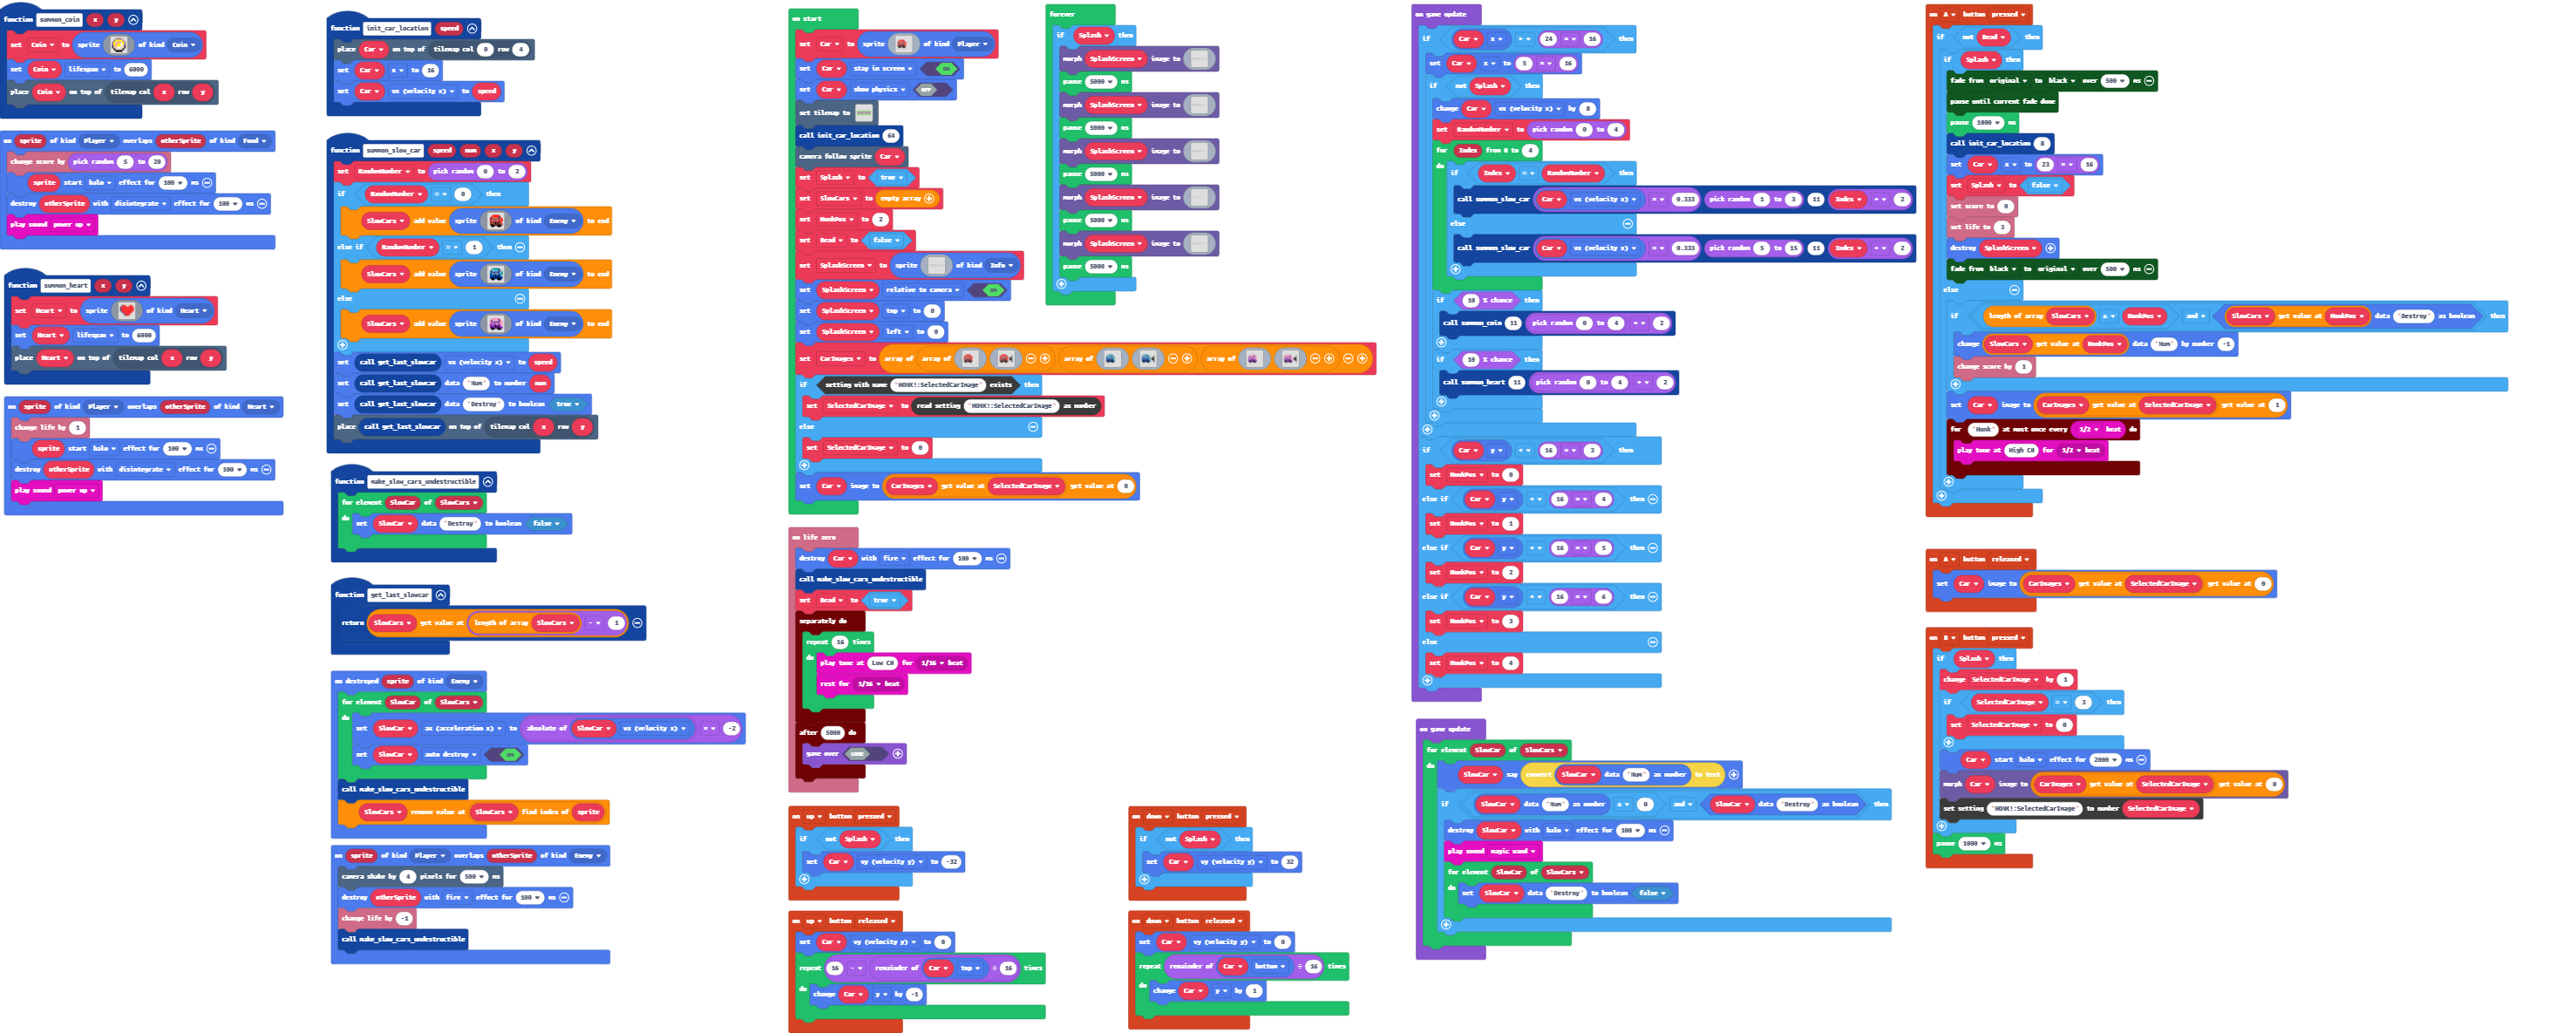 function summon_coin x y
set Coin to sprite of kind Coin
set Coin lifespan to 6000
place Coin on top of tilemap col x row y
on sprite of kind Player overlaps otherSprite of kind Food
change score by pick random 5 to 20
sprite start halo effect for 100 ms
destroy otherSprite with disintegrate effect for 100 ms
play sound power up
function summon_heart x y
set Heart to sprite of kind Heart
set Heart lifespan to 6000
place Heart on top of tilemap col x row y
on sprite of kind Player overlaps otherSprite of kind Heart
change life by 1
sprite start halo effect for 100 ms
destroy otherSprite with disintegrate effect for 100 ms
play sound power up
function init_car_location speed
place Car on top of tilemap col 0 row 4
set Car x to 16
set Car vx (velocity x) to speed
function summon_slow_car speed num x y
set RandomNumber to pick random 0 to 2
if RandomNumber = 0 then
SlowCars add value sprite of kind Enemy to end
else if RandomNumber = 1 then
SlowCars add value sprite of kind Enemy to end
else
SlowCars add value sprite of kind Enemy to end
set call get_last_slowcar vx (velocity x) to speed
set call get_last_slowcar data "Num" to number num
set call get_last_slowcar data "Destroy" to boolean true
place call get_last_slowcar on top of tilemap col x row y
function make_slow_cars_undestructible
for element SlowCar of SlowCars
do set SlowCar data "Destroy" to boolean false
function get_last_slowcar
return SlowCars get value at length of array SlowCars - 1
on destroyed sprite of kind Enemy
for element SlowCar of SlowCars
do set SlowCar ax (acceleration x) to absolute of SlowCar vx (velocity x) × -2
set SlowCar auto destroy ON
call make_slow_cars_undestructible
SlowCars remove value at SlowCars find index of sprite
on sprite of kind Player overlaps otherSprite of kind Enemy
camera shake by 4 pixels for 500 ms
destroy otherSprite with fire effect for 100 ms
change life by -1
call make_slow_cars_undestructible
on start
set Car to sprite of kind Player
set Car stay in screen ON
set Car show physics OFF
set tilemap to
call init_car_location 64
camera follow sprite Car
set Splash to true
set SlowCars to empty array
set HonkPos to 2
set Dead to false
set SplashScreen to sprite of kind Info
set SplashScreen relative to camera ON
set SplashScreen top to 0
set SplashScreen left to 0
set CarImages to array of array of array of array of
if setting with name "HONK!::SelectedCarImage" exists then
set SelectedCarImage to read setting "HONK!::SelectedCarImage" as number
else
set SelectedCarImage to 0
set Car image to CarImages get value at SelectedCarImage get value at 0
on life zero
destroy Car with fire effect for 100 ms
call make_slow_cars_undestructible
set Dead to true
separately do
repeat 16 times
do play tone at Low C# for 1/16 beat
rest for 1/16 beat
after 5000 do
game over LOSE
on up button pressed
if not Splash then
set Car vy (velocity y) to -32
on up button released
set Car vy (velocity y) to 0
repeat 16 - remainder of Car top ÷ 16 times
do change Car y by -1
on down button pressed
if not Splash then
set Car vy (velocity y) to 32
on down button released
set Car vy (velocity y) to 0
repeat remainder of Car bottom ÷ 16 times
do change Car y by 1
forever
if Splash then
morph SplashScreen image to
pause 5000 ms
morph SplashScreen image to
pause 5000 ms
morph SplashScreen image to
pause 5000 ms
morph SplashScreen image to
pause 5000 ms
morph SplashScreen image to
pause 5000 ms
on game update
if Car x 24 × 16 then
set Car x to 5 × 16
if not Splash then
change Car vx (velocity x) by 8
set RandomNumber to pick random 0 to 4
for Index from 0 to 4
do if Index = RandomNumber then
call summon_slow_car Car vx (velocity x) × 0.333 pick random 1 to 3 11 Index + 2
else
call summon_slow_car Car vx (velocity x) × 0.333 pick random 5 to 15 11 Index + 2
if 10 % chance then
call summon_coin 11 pick random 0 to 4 + 2
if 10 % chance then
call summon_heart 11 pick random 0 to 4 + 2
if Car y < 16 × 3 then
set HonkPos to 0
else if Car y < 16 × 4 then
set HonkPos to 1
else if Car y < 16 × 5 then
set HonkPos to 2
else if Car y < 16 × 6 then
set HonkPos to 3
else
set HonkPos to 4
on game update
for element SlowCar of SlowCars
do SlowCar say convert SlowCar data "Num" as number to text
if SlowCar data "Num" as number ≤ 0 and SlowCar data "Destroy" as boolean then
destroy SlowCar with halo effect for 100 ms
play sound magic wand
for element SlowCar of SlowCars
do set SlowCar data "Destroy" to boolean false
on A button pressed
if not Dead then
if Splash then
fade from original to black over 500 ms
pause until current fade done
pause 1000 ms
call init_car_location 8
set Car x to 23 × 16
set Splash to false
set score to 0
set life to 3
destroy SplashScreen
fade from black to original over 500 ms
else
if length of array SlowCars ≥ HonkPos and SlowCars get value at HonkPos data "Destroy" as boolean then
change SlowCars get value at HonkPos data "Num" by number -1
change score by 1
set Car image to CarImages get value at SelectedCarImage get value at 1
for "Honk" at most once every 1/2 beat do
play tone at High C# for 1/2 beat
on A button released
set Car image to CarImages get value at SelectedCarImage get value at 0
on B button pressed
if Splash then
change SelectedCarImage by 1
if SelectedCarImage = 3 then
set SelectedCarImage to 0
Car start halo effect for 2000 ms
morph Car image to CarImages get value at SelectedCarImage get value at 0
set setting "HONK!::SelectedCarImage" to number SelectedCarImage
pause 1000 ms